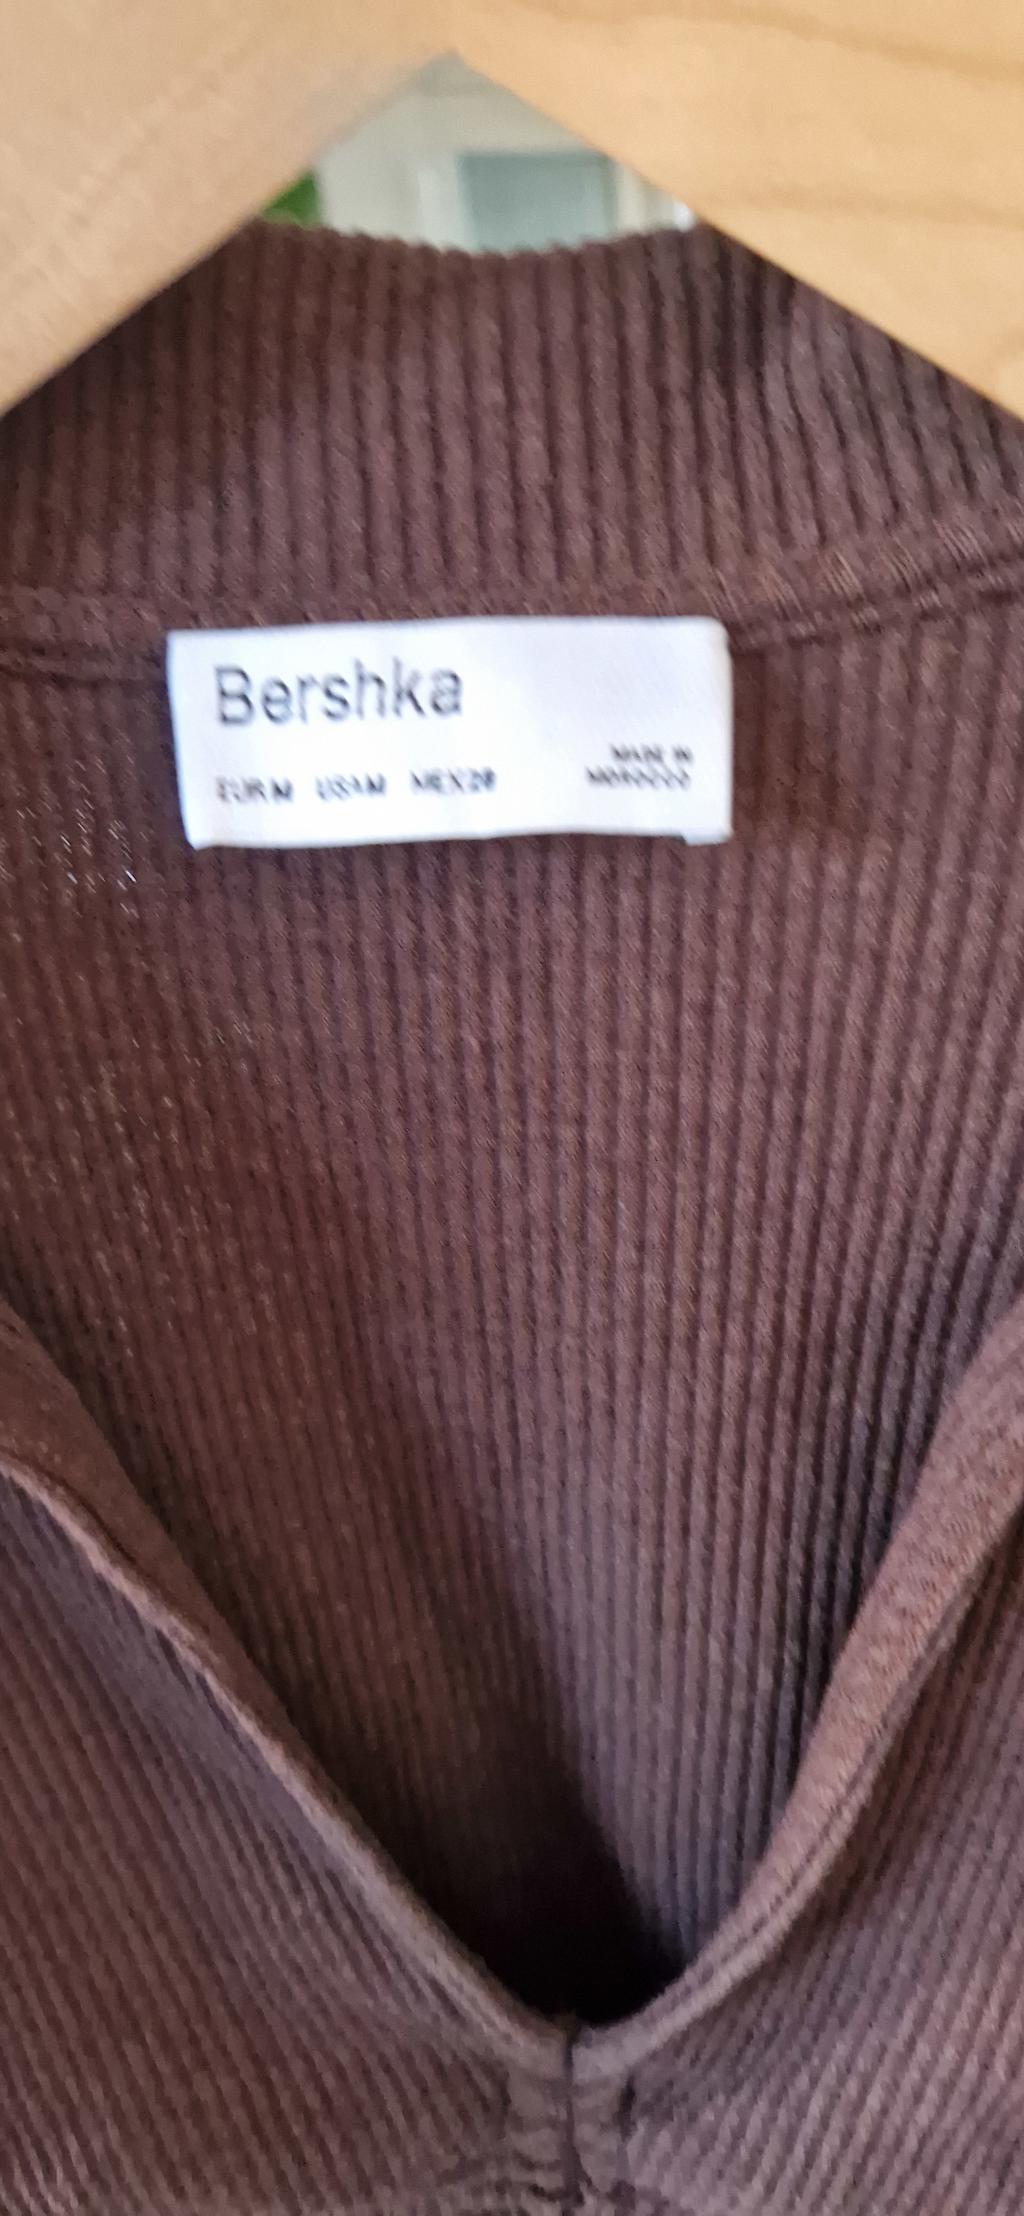 Bershka
EUR M USA M MEX 28
MADE IN
MOROCCO